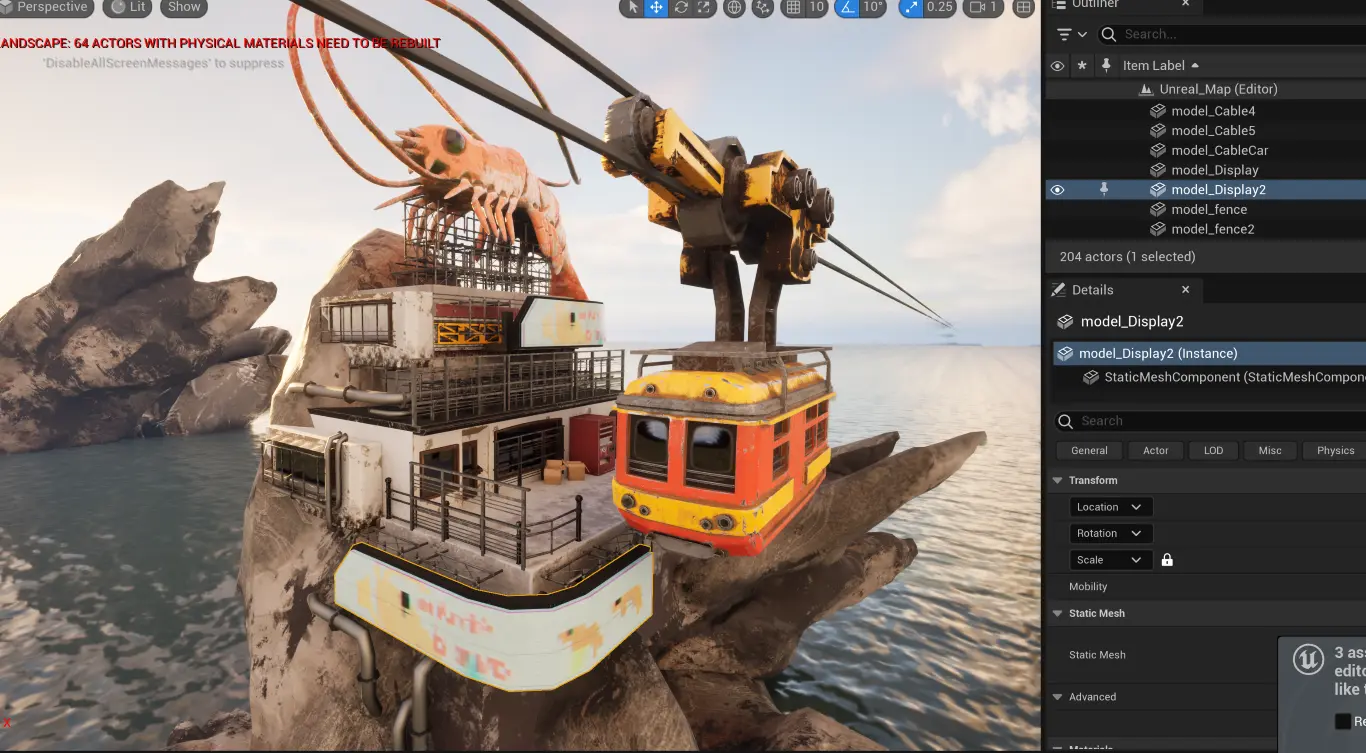 Perspective
Lit
Show
10
10°
0.25
1
ANDSCAPE: 64 ACTORS WITH PHYSICAL MATERIALS NEED TO BE REBUILT
'DisableAllScreenMessages' to suppress
Outliner
Search...
Item Label
Unreal_Map (Editor)
model_Cable4
model_Cable5
model_CableCar
model_Display
model_Display2
model_fence
model_fence2
204 actors (1 selected)
Details
model_Display2
model_Display2 (Instance)
StaticMeshComponent (StaticMeshCompon
Search
General
Actor
LOD
Misc
Physics
Transform
Location
Rotation
Scale
Mobility
Static Mesh
Static Mesh
3 ass
edito
like t
Advanced
Re
Materials
X